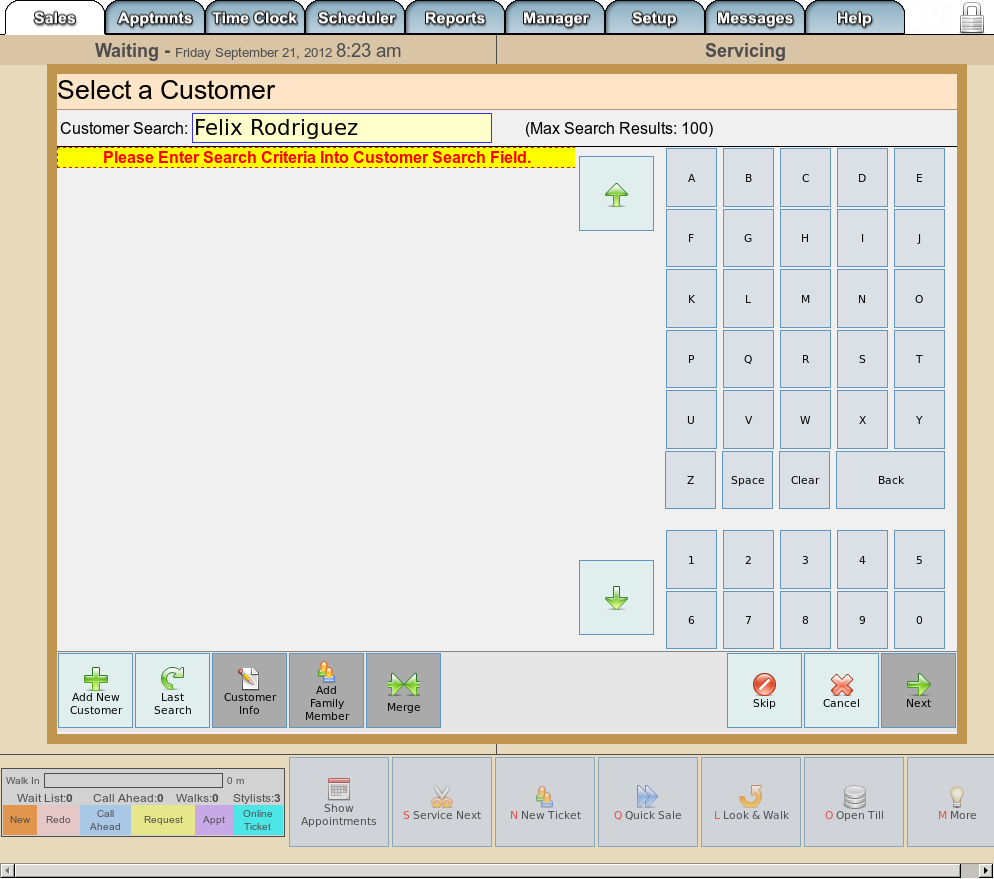 Sales Apptmnts Time Clock Scheduler Reports Manager Setup Messages Help
Waiting - Friday September 21, 2012 8:23 am
Servicing
Select a Customer
Customer Search: Felix Rodriguez (Max Search Results: 100)
Please Enter Search Criteria Into Customer Search Field.
A B C D E
F G H I J
K L M N O
P Q R S T
U V W X Y
Z Space Clear Back
1 2 3 4 5
6 7 8 9 0
Add New
Customer
Last
Search
Customer
Info
Add
Family
Member
Merge
Skip
Cancel
Next
Walk In 0 m
Wait List:0 Call Ahead:0 Walks:0 Stylists:3
New
Redo
Call
Ahead
Request
Appt
Online
Ticket
Show
Appointments
S Service Next
N New Ticket
Q Quick Sale
L Look & Walk
O Open Till
M More